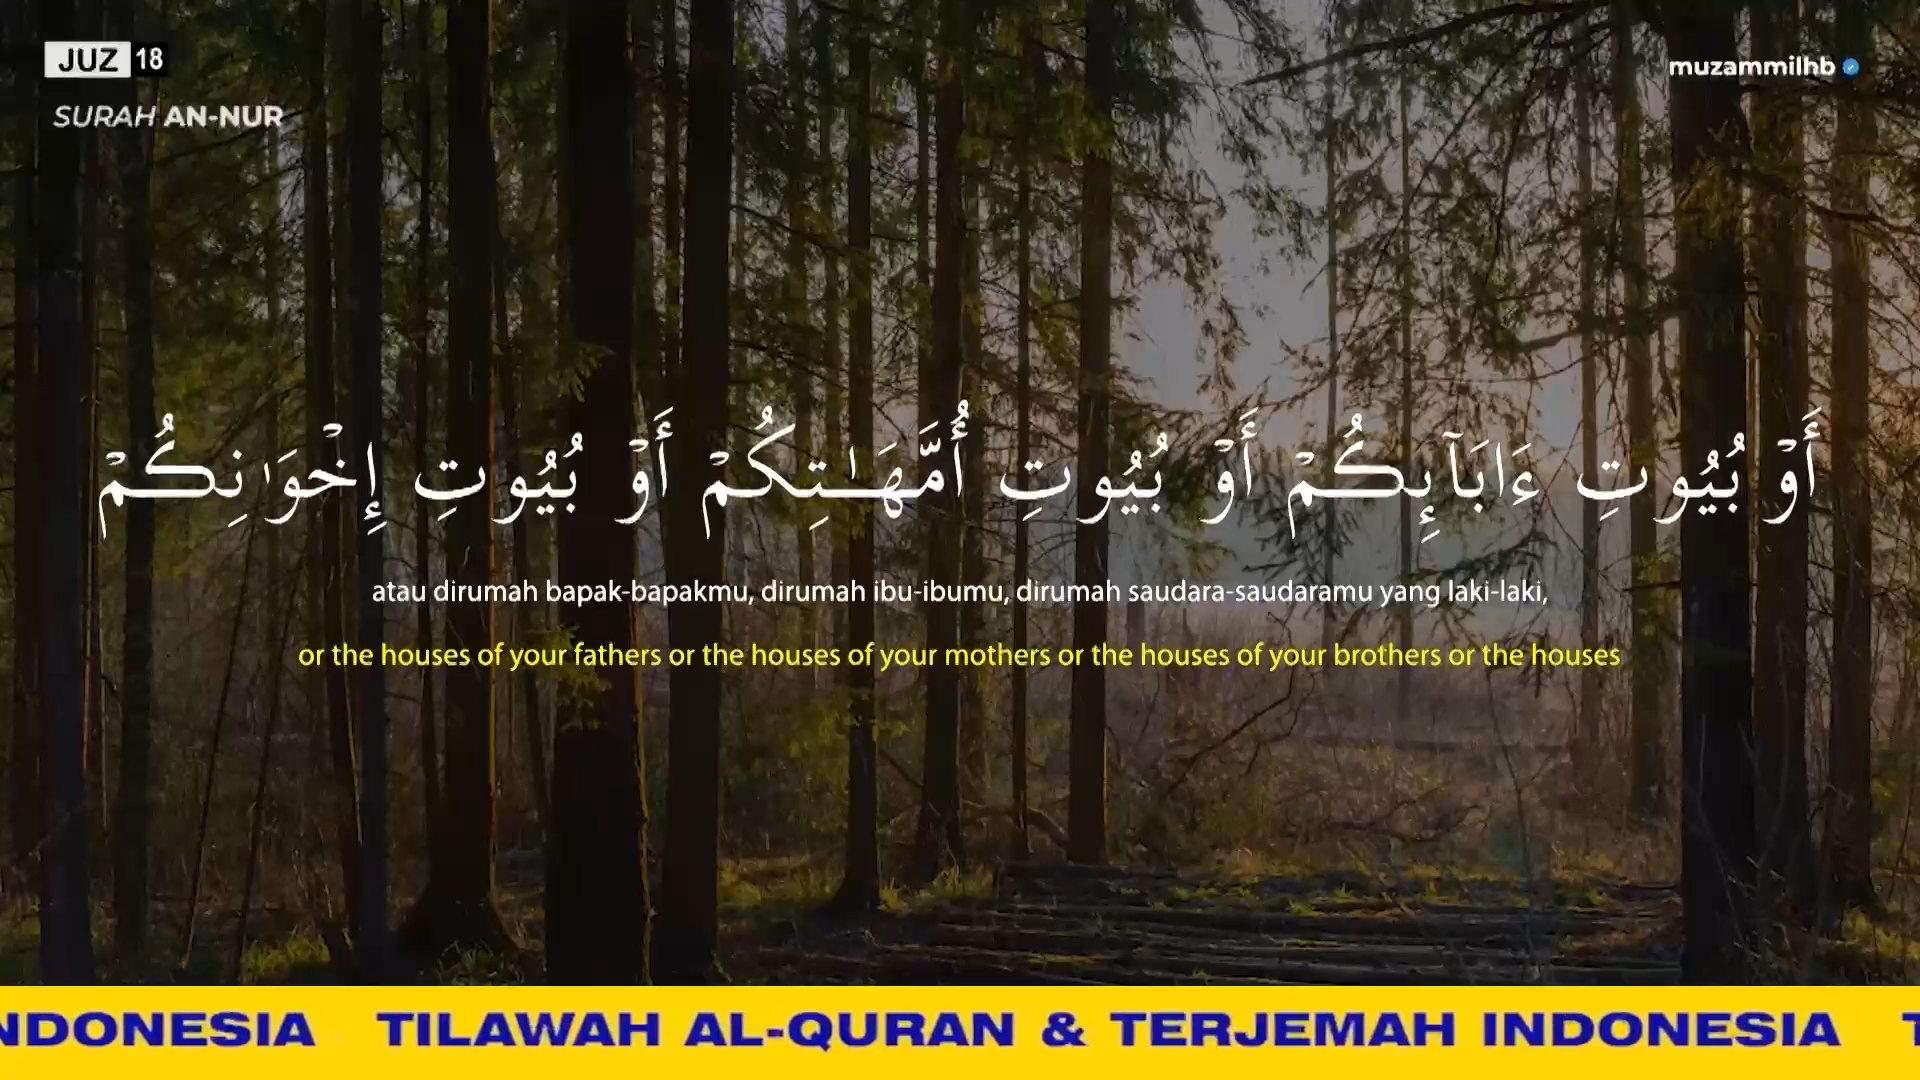 JUZ 18
muzammilhb
SURAH AN-NUR
أَوْ بُيُوتِ ءَابَآئِكُمْ أَوْ بُيُوتِ أُمَّهَٰتِكُمْ أَوْ بُيُوتِ إِخْوَٰنِكُمْ
atau dirumah bapak-bapakmu, dirumah ibu-ibumu, dirumah saudara-saudaramu yang laki-laki,
or the houses of your fathers or the houses of your mothers or the houses of your brothers or the houses
NDONESIA TILAWAH AL-QURAN & TERJEMAH INDONESIA T